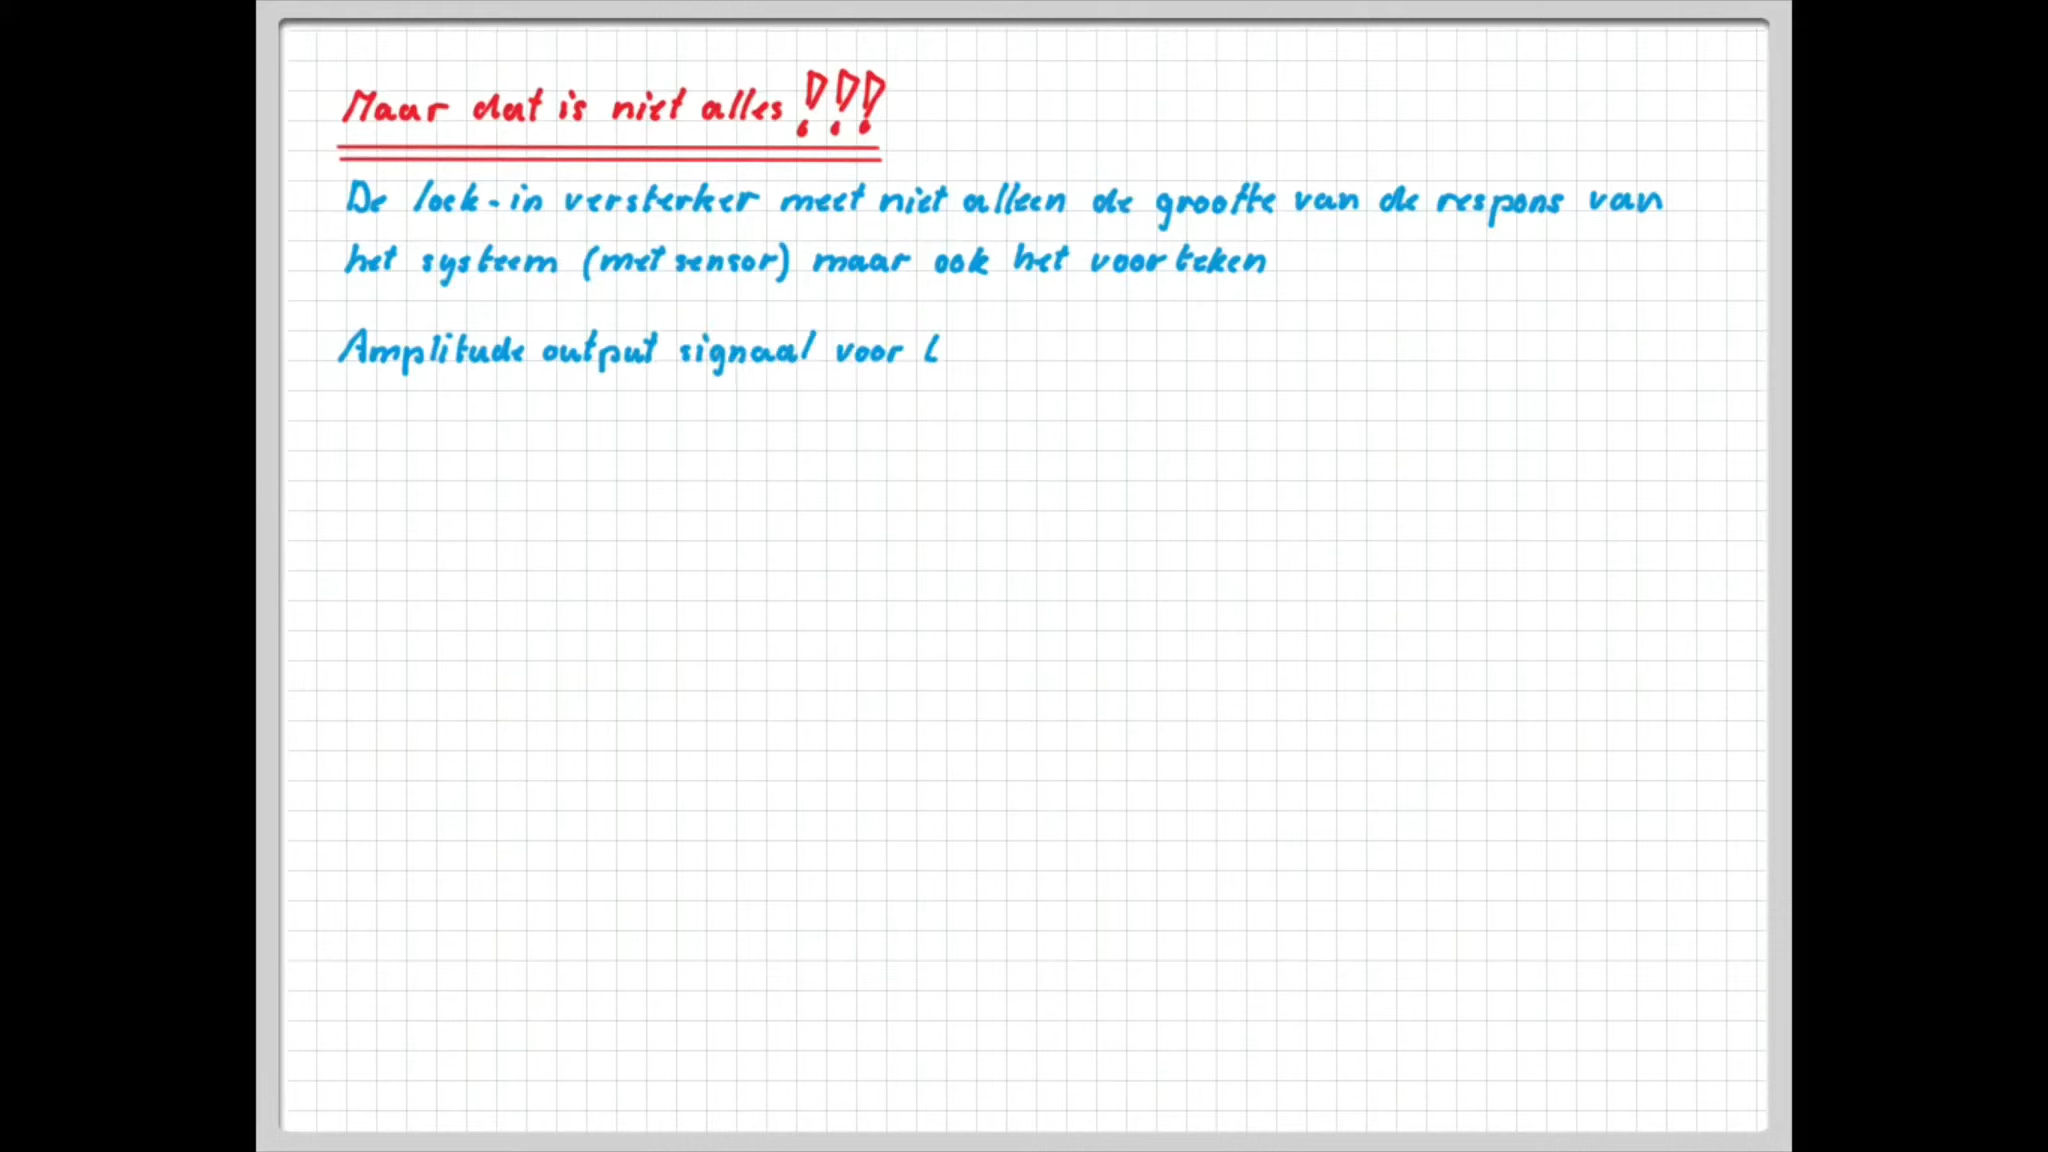 Maar dat is niet alles !!!
De lock-in versterker meet niet alleen de grootte van de respons van
het systeem (met sensor) maar ook het voorteken
Amplitude output signaal voor L